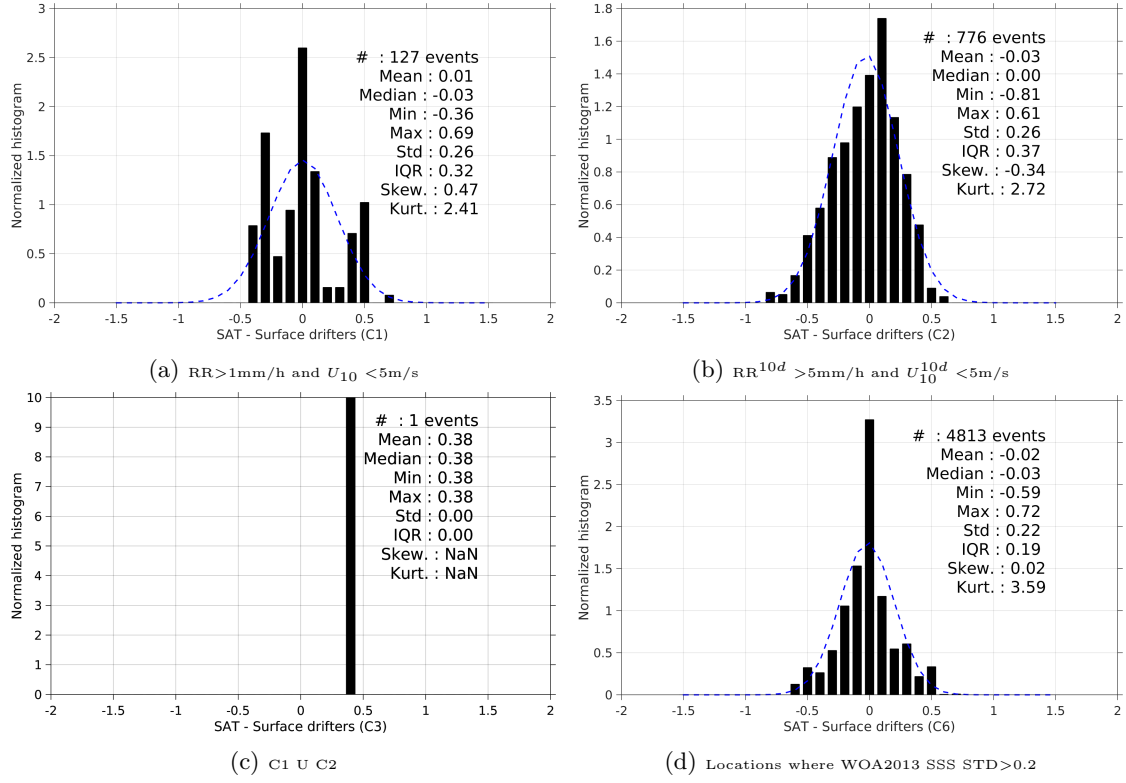 3
2.5
2
1.5
1
0.5
0
Normalized histogram
# : 127 events
Mean : 0.01
Median : -0.03
Min : -0.36
Max : 0.69
Std : 0.26
IQR : 0.32
Skew. : 0.47
Kurt. : 2.41
-2 -1.5 -1 -0.5 0 0.5 1 1.5 2
SAT - Surface drifters (C1)
(a) RR>1mm/h and U10 <5m/s
1.8
1.6
1.4
1.2
1
0.8
0.6
0.4
0.2
0
Normalized histogram
# : 776 events
Mean : -0.03
Median : 0.00
Min : -0.81
Max : 0.61
Std : 0.26
IQR : 0.37
Skew. : -0.34
Kurt. : 2.72
-2 -1.5 -1 -0.5 0 0.5 1 1.5 2
SAT - Surface drifters (C2)
(b) RR10d >5mm/h and U10 10d <5m/s
10
9
8
7
6
5
4
3
2
1
0
Normalized histogram
# : 1 events
Mean : 0.38
Median : 0.38
Min : 0.38
Max : 0.38
Std : 0.00
IQR : 0.00
Skew. : NaN
Kurt. : NaN
-2 -1.5 -1 -0.5 0 0.5 1 1.5 2
SAT - Surface drifters (C3)
(c) C1 U C2
3.5
3
2.5
2
1.5
1
0.5
0
Normalized histogram
# : 4813 events
Mean : -0.02
Median : -0.03
Min : -0.59
Max : 0.72
Std : 0.22
IQR : 0.19
Skew. : 0.02
Kurt. : 3.59
-2 -1.5 -1 -0.5 0 0.5 1 1.5 2
SAT - Surface drifters (C6)
(d) Locations where WOA2013 SSS STD>0.2